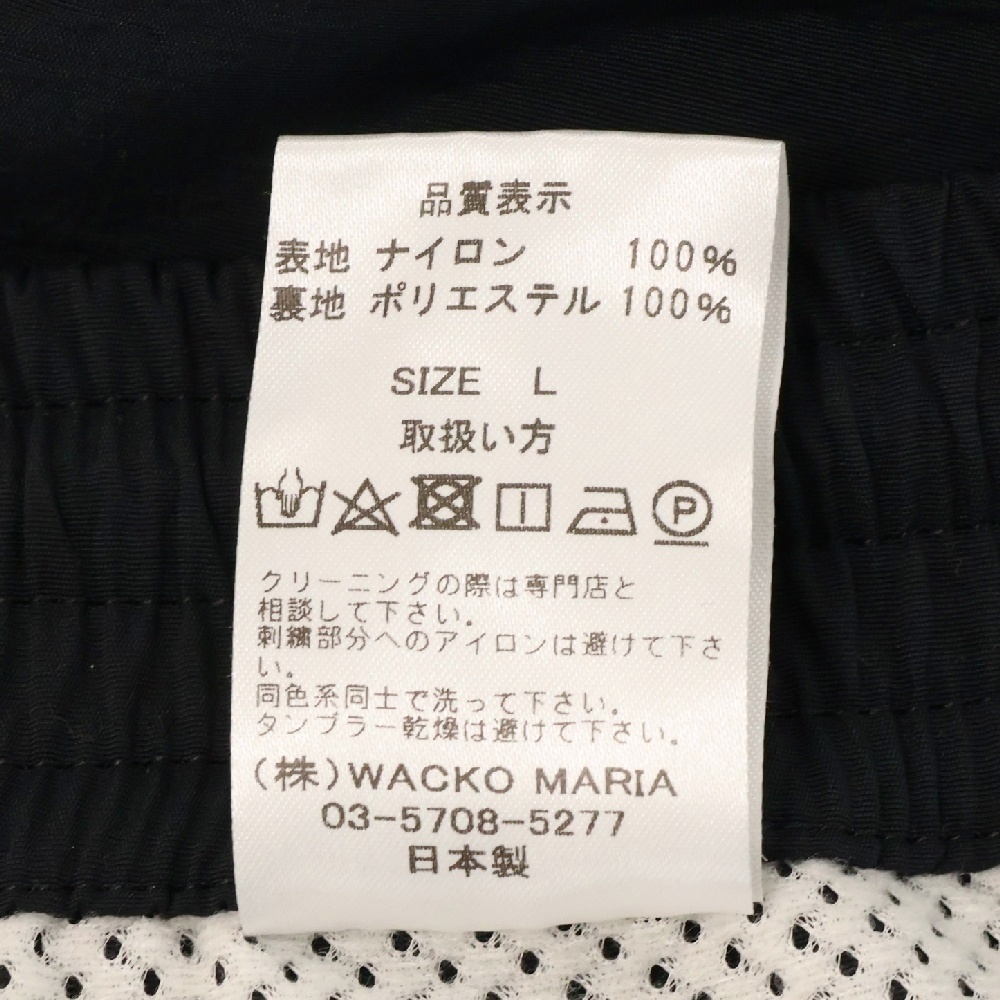 品質表示
表地 ナイロン 100%
裏地 ポリエステル 100%
SIZE L
取扱い方
P
クリーニングの際は専門店と
相談して下さい。
刺繍部分へのアイロンは避けて下さ
い。
同色系同士で洗って下さい。
タンブラー乾燥は避けて下さい。
(株)WACKO MARIA
03-5708-5277
日本製